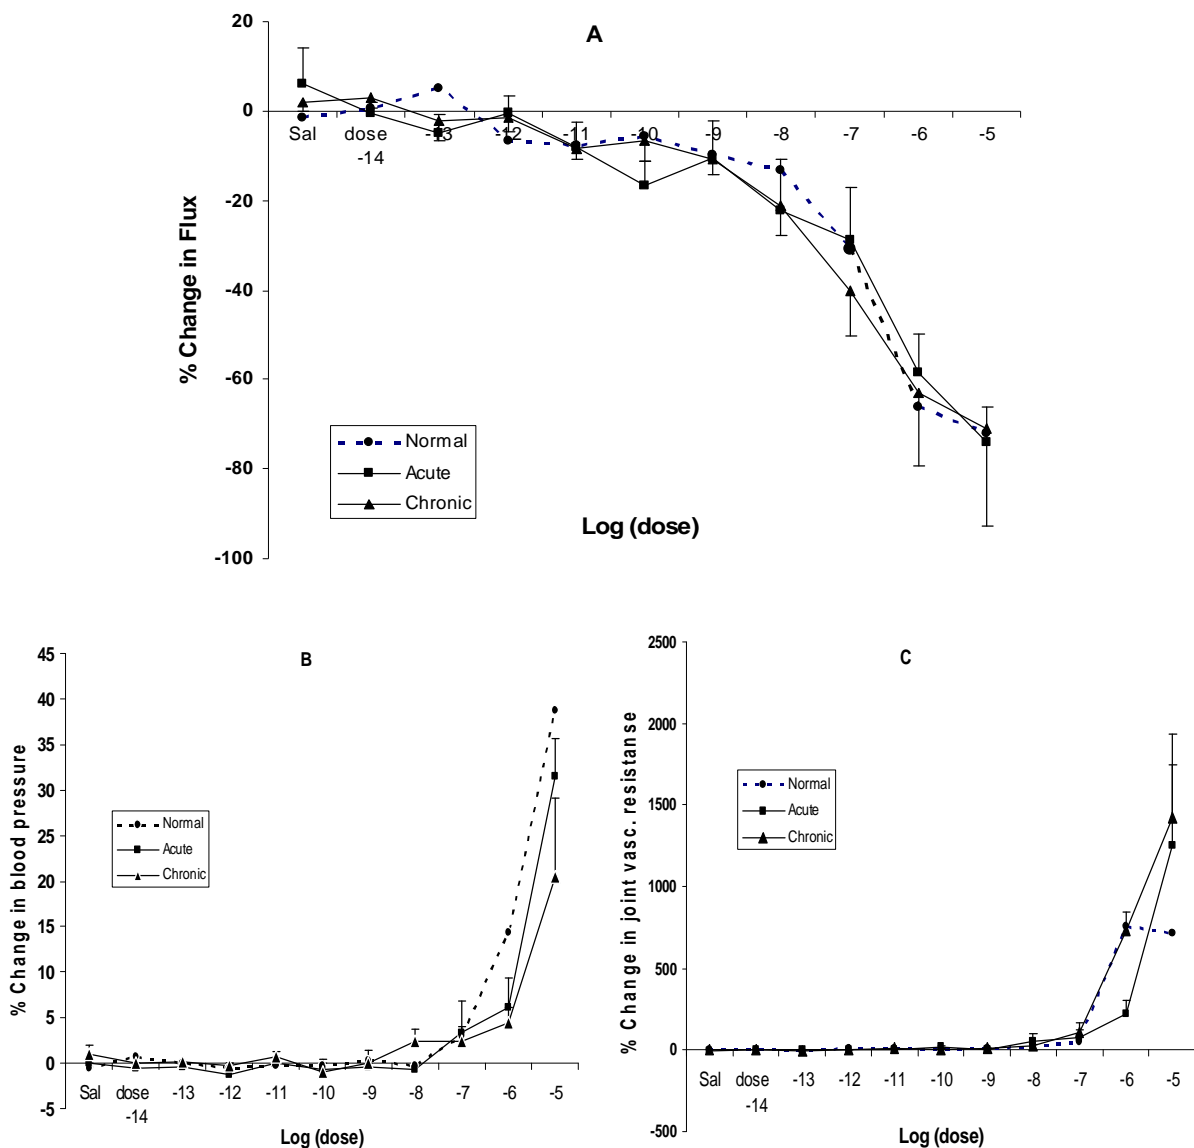 A
20
0
-20
-40
-60
-80
-100
% Change in Flux
Sal dose -13 -12 -11 -10 -9 -8 -7 -6 -5
-14
Normal
Acute
Chronic
Log (dose)
B
45
40
35
30
25
20
15
10
5
0
-5
% Change in blood pressure
Normal
Acute
Chronic
Sal dose -13 -12 -11 -10 -9 -8 -7 -6 -5
-14
Log (dose)
C
2500
2000
1500
1000
500
0
-500
% Change in joint vasc. resistanse
Normal
Acute
Chronic
Sal dose -13 -12 -11 -10 -9 -8 -7 -6 -5
-14
Log (dose)